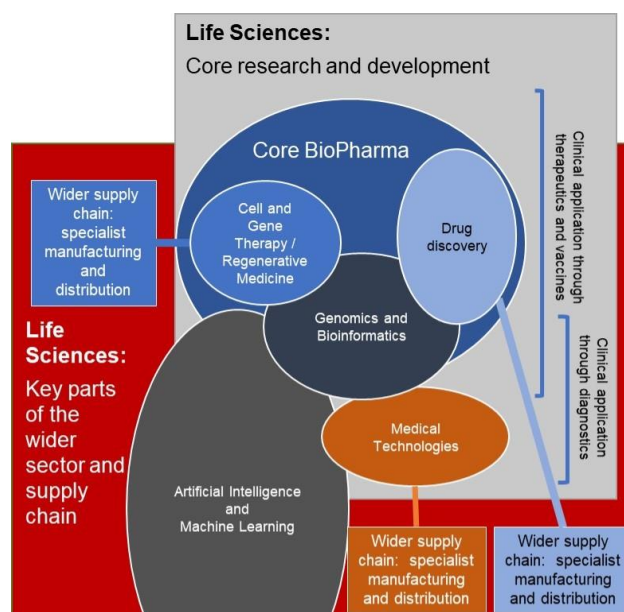 Life Sciences:
Core research and development
Core BioPharma
Wider supply
chain:
specialist
manufacturing
and
distribution
Cell and
Gene
Therapy /
Regenerative
Medicine
Drug
discovery
Clinical application through
therapeutics and vaccines
Genomics and
Bioinformatics
Life
Sciences:
Key parts
of the
wider
sector and
supply
chain
Clinical application
through diagnostics
Medical
Technologies
Artificial Intelligence
and
Machine Learning
Wider supply
chain: specialist
manufacturing
and distribution
Wider supply
chain: specialist
manufacturing
and distribution